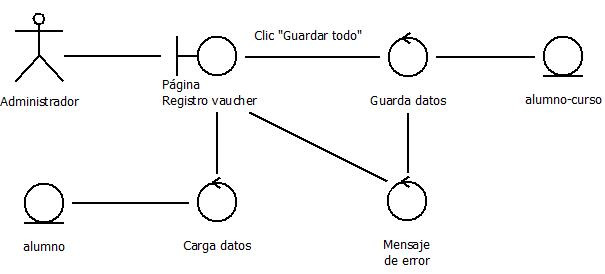 Clic "Guardar todo"
Administrador
Página
Registro vaucher
Guarda datos
alumno-curso
alumno
Carga datos
Mensaje
de error